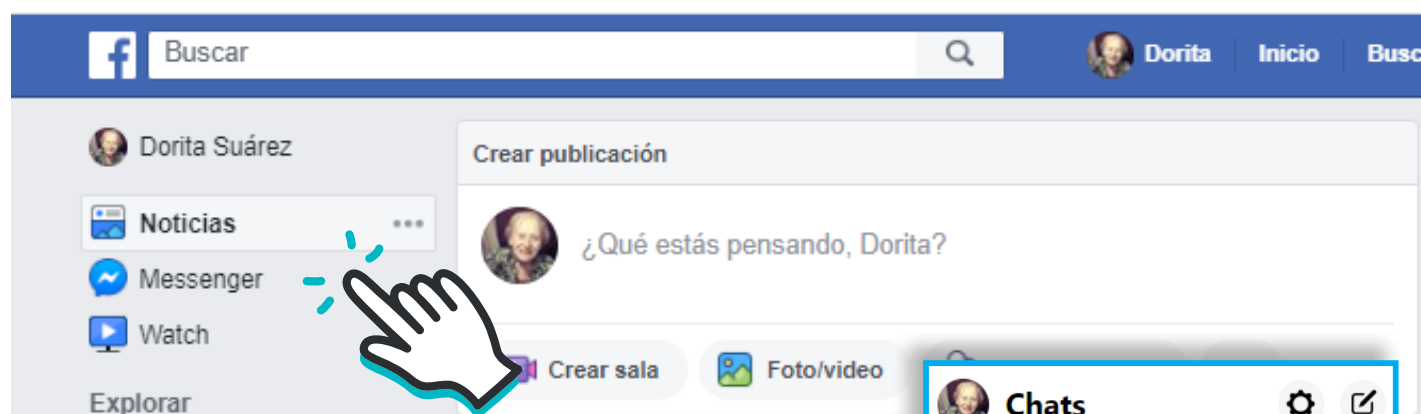 Buscar
Dorita Inicio Busc
Dorita Suárez
Crear publicación
Noticias
¿Qué estás pensando, Dorita?
Messenger
Watch
Crear sala Foto/video
Explorar
Chats